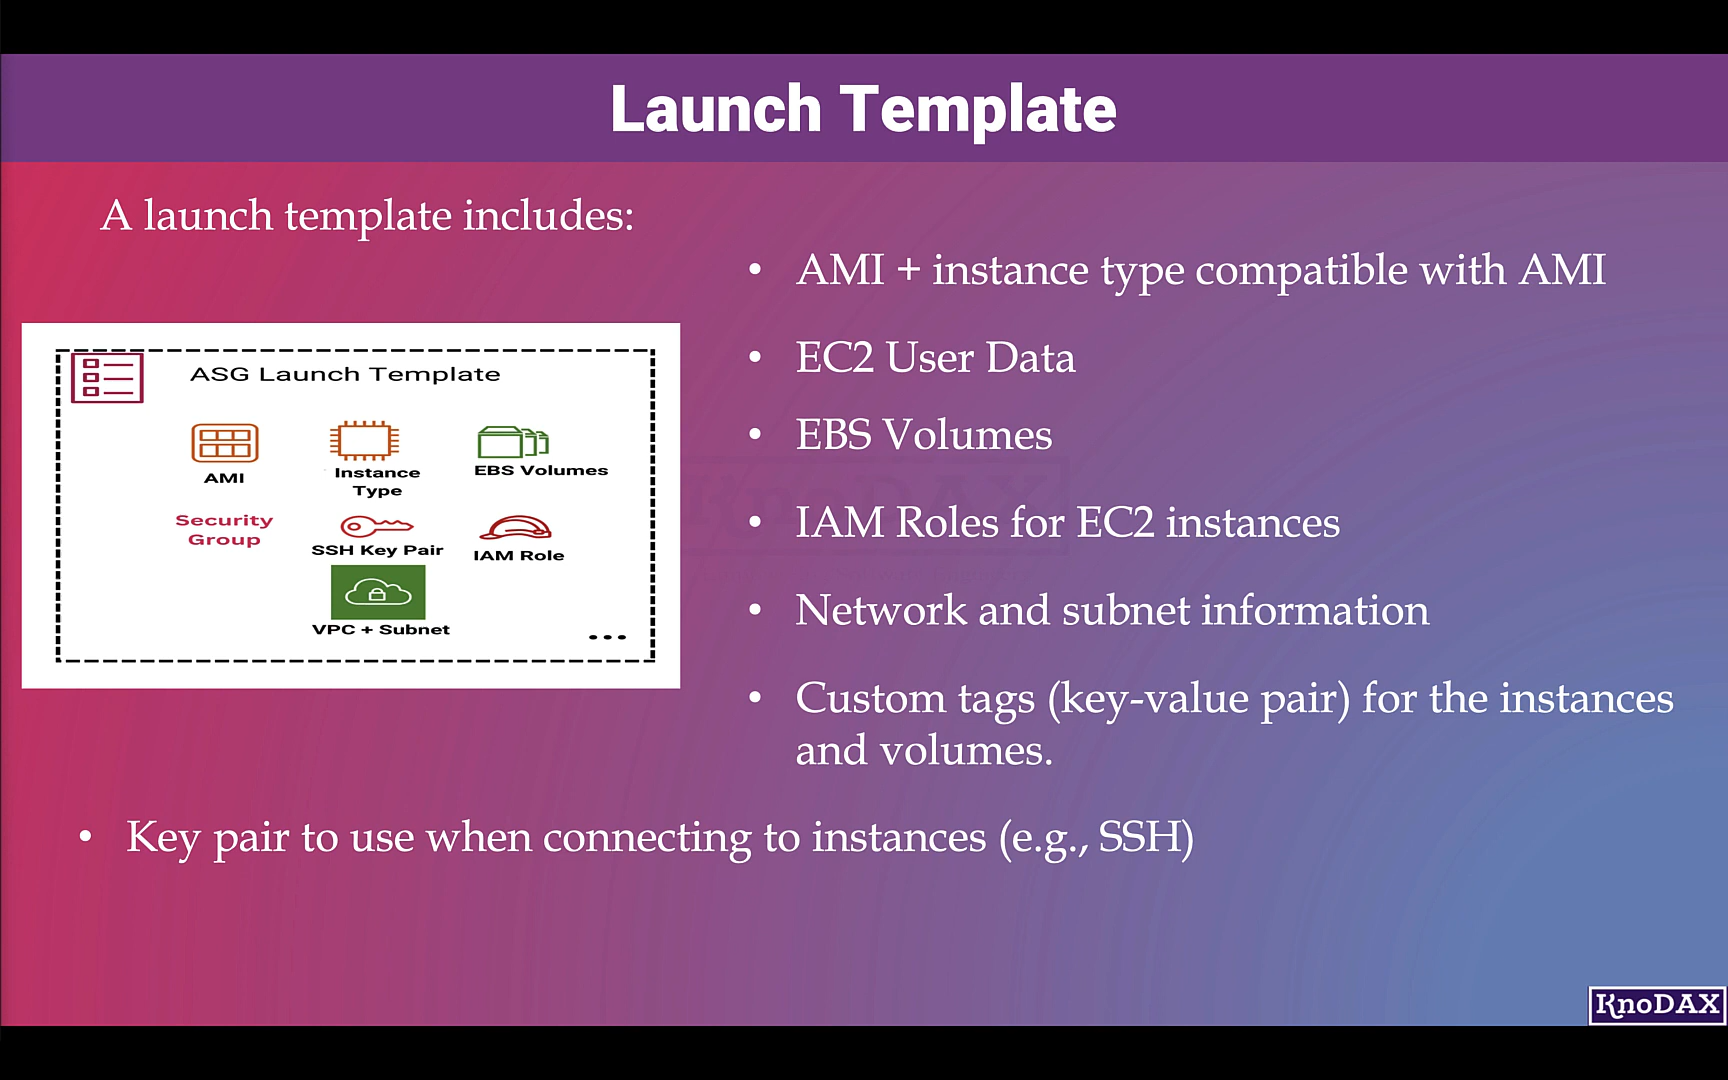 Launch Template
A launch template includes:
• AMI + instance type compatible with AMI
• EC2 User Data
• EBS Volumes
• IAM Roles for EC2 instances
• Network and subnet information
• Custom tags (key-value pair) for the instances
and volumes.
ASG Launch Template
AMI
Instance
Type
EBS Volumes
Security
Group
SSH Key Pair
IAM Role
VPC + Subnet
...
• Key pair to use when connecting to instances (e.g., SSH)
KnoDAX
KnoDAX